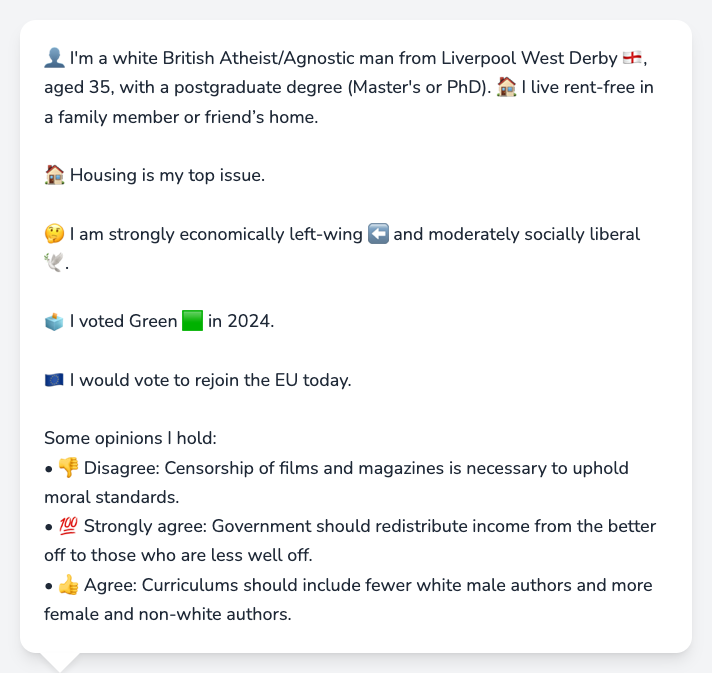 👤 I'm a white British Atheist/Agnostic man from Liverpool West Derby 🏴󠁧󠁢󠁥󠁮󠁧󠁿,
aged 35, with a postgraduate degree (Master's or PhD). 🏠 I live rent-free in
a family member or friend’s home.
🏠 Housing is my top issue.
🤔 I am strongly economically left-wing ⬅️ and moderately socially liberal
🕊️.
🗳️ I voted Green 🟩 in 2024.
🇪🇺 I would vote to rejoin the EU today.
Some opinions I hold:
• 👎 Disagree: Censorship of films and magazines is necessary to uphold
moral standards.
• 💯 Strongly agree: Government should redistribute income from the better
off to those who are less well off.
• 👍 Agree: Curriculums should include fewer white male authors and more
female and non-white authors.